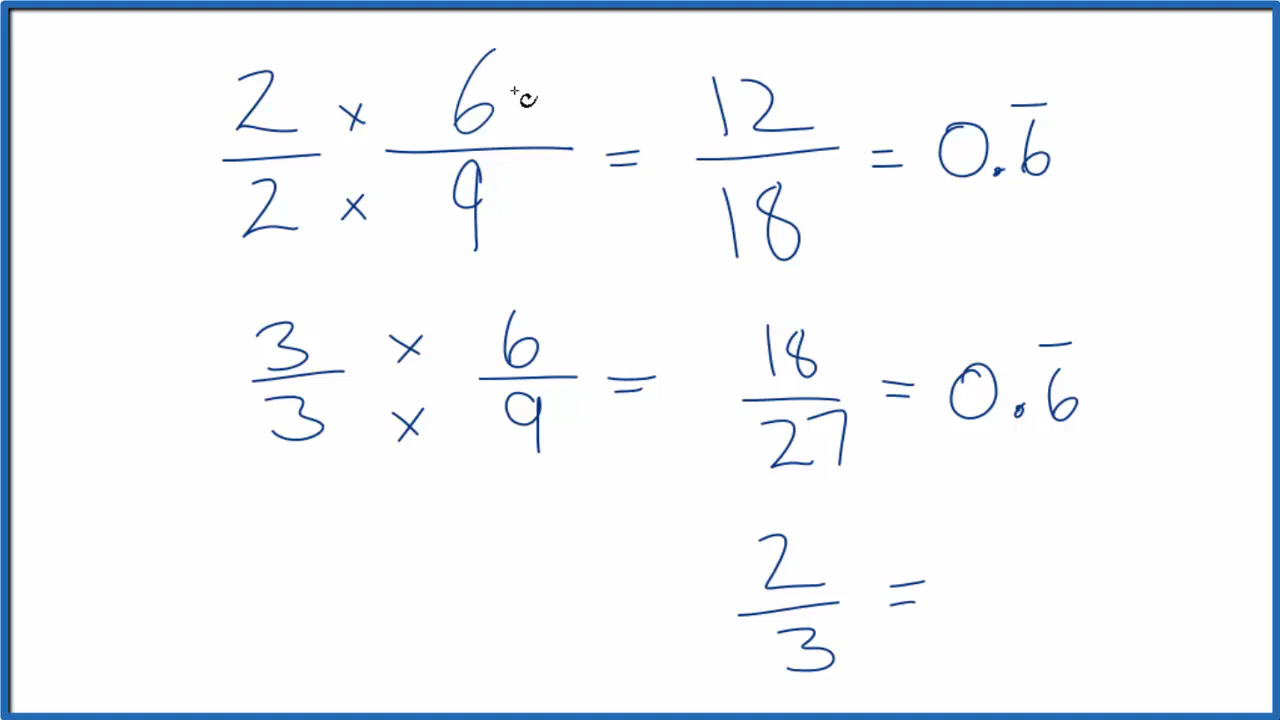 2/2 × 6/9 = 12/18 = 0.6̅
3/3 × 6/9 = 18/27 = 0.6̅
2/3 =